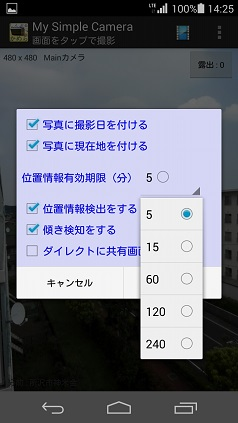 14:25
My Simple Camera
画面をタップで撮影
480 x 480 Mainカメラ
露出 : 0
写真に撮影日を付ける
写真に現在地を付ける
位置情報有効期限（分） 5
位置情報検出をする
傾き検知をする
ダイレクトに共有画
キャンセル
5
15
60
120
240